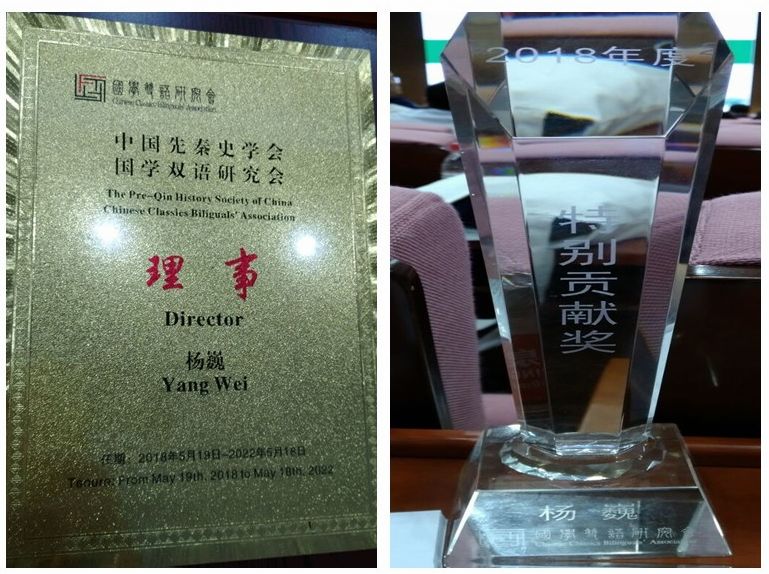 國學雙語研究會
Chinese Classics Bilinguals' Association
中国先秦史学会
国学双语研究会
The Pre-Qin History Society of China
Chinese Classics Biliguals' Association
理事
Director
杨巍
Yang Wei
任期：2018年5月19日-2022年5月18日
Tenure: From May 19th, 2018 to May 18th, 2022
2018年度
特别贡献奖
杨巍
國學雙語研究會
Chinese Classics Bilinguals' Association